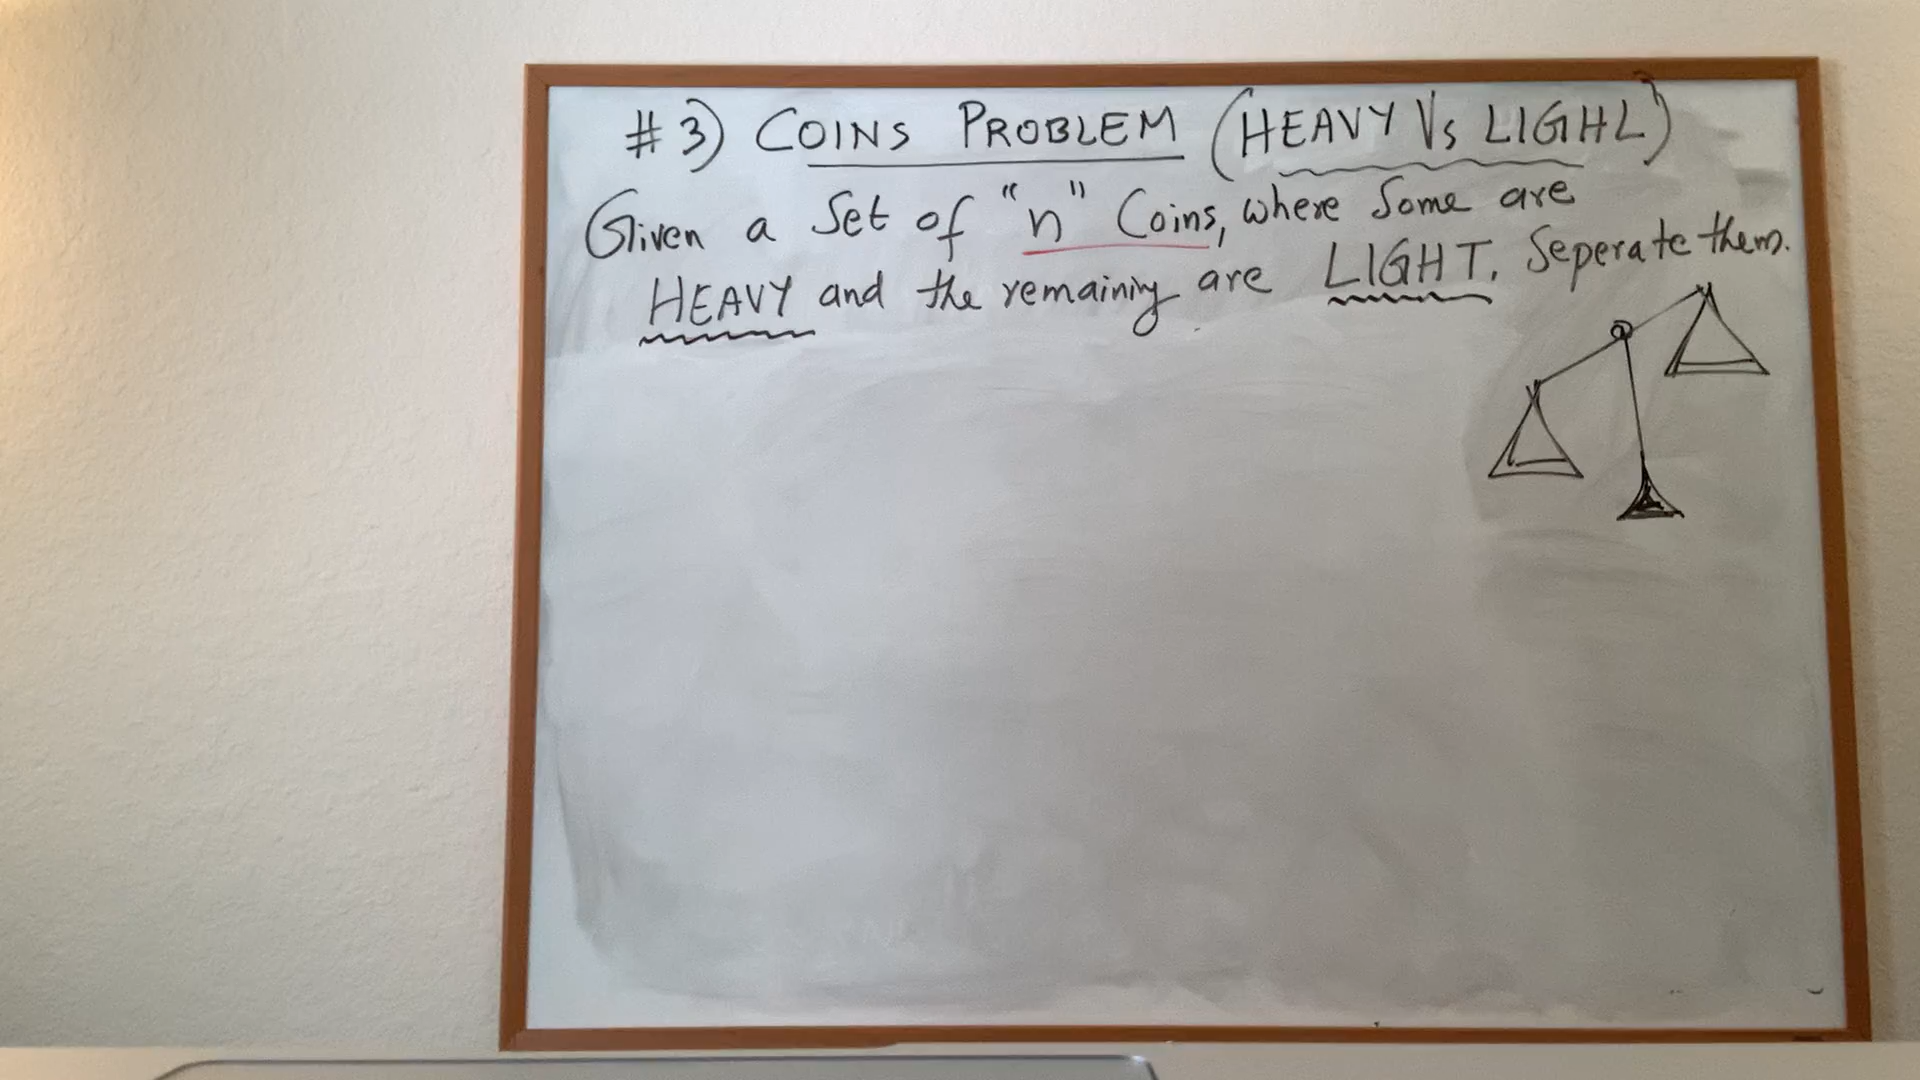 #3) COINS PROBLEM (HEAVY Vs LIGHL)
Given a Set of "n" Coins, where Some are
HEAVY and the remaining are LIGHT. Seperate them.